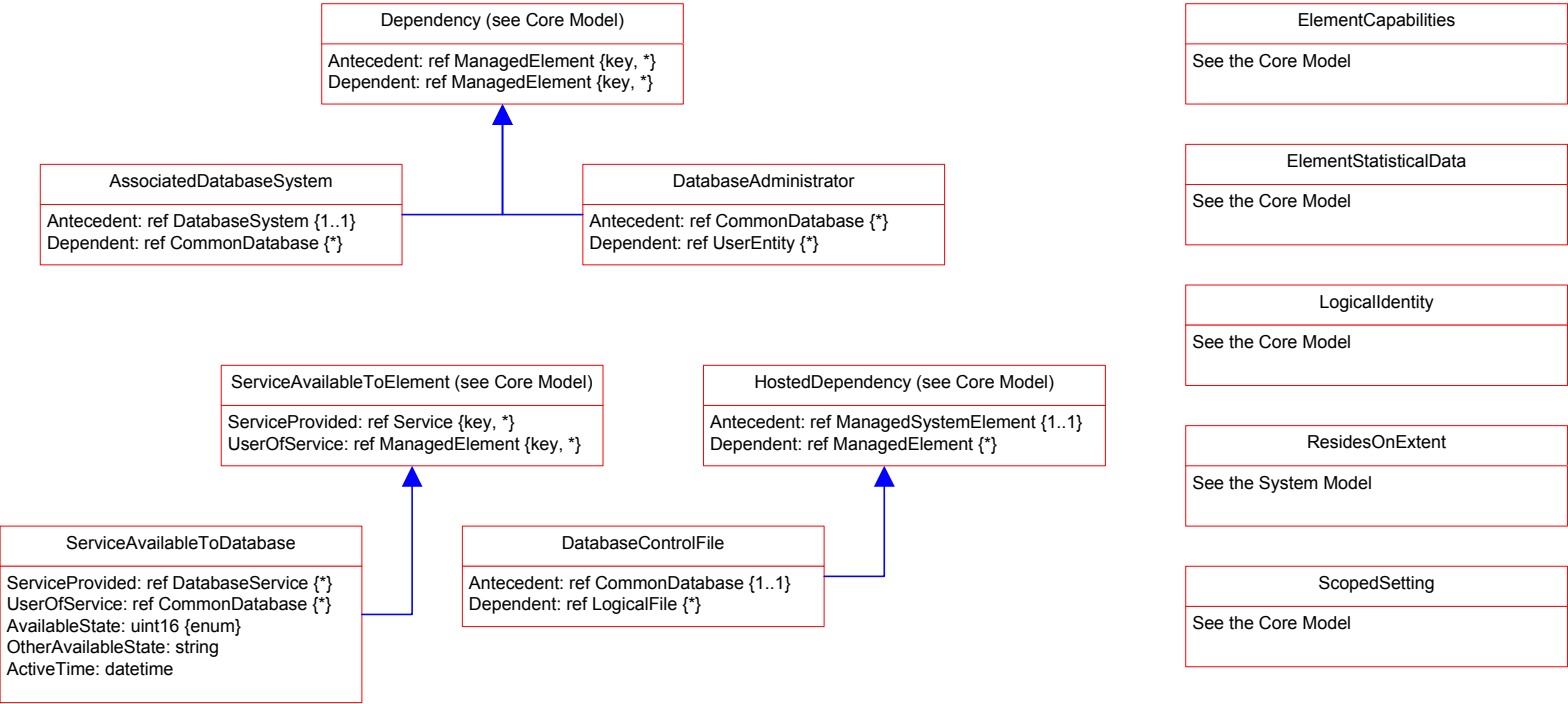 Dependency (see Core Model)
Antecedent: ref ManagedElement {key, *}
Dependent: ref ManagedElement {key, *}
AssociatedDatabaseSystem
Antecedent: ref DatabaseSystem {1..1}
Dependent: ref CommonDatabase {*}
DatabaseAdministrator
Antecedent: ref CommonDatabase {*}
Dependent: ref UserEntity {*}
ServiceAvailableToElement (see Core Model)
ServiceProvided: ref Service {key, *}
UserOfService: ref ManagedElement {key, *}
HostedDependency (see Core Model)
Antecedent: ref ManagedSystemElement {1..1}
Dependent: ref ManagedElement {*}
ServiceAvailableToDatabase
ServiceProvided: ref DatabaseService {*}
UserOfService: ref CommonDatabase {*}
AvailableState: uint16 {enum}
OtherAvailableState: string
ActiveTime: datetime
DatabaseControlFile
Antecedent: ref CommonDatabase {1..1}
Dependent: ref LogicalFile {*}
ElementCapabilities
See the Core Model
ElementStatisticalData
See the Core Model
LogicalIdentity
See the Core Model
ResidesOnExtent
See the System Model
ScopedSetting
See the Core Model